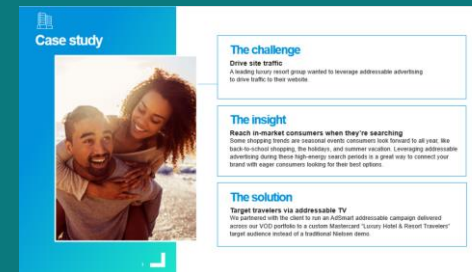 Case study
The challenge
Drive site traffic
A leading luxury resort group wanted to leverage addressable advertising
to drive traffic to their website.
The insight
Reach in-market consumers when they're searching
Some shopping trends are seasonal events consumers look forward to all year, like
back-to-school shopping, the holidays, and summer vacation. Leveraging addressable
advertising during these high-energy search periods is a great way to connect your
brand with eager consumers looking for their best options.
The solution
Target travelers via addressable TV
We partnered with the client to run an AdSmart addressable campaign delivered
across our VOD portfolio to a custom Mastercard "Luxury Hotel & Resort Travelers"
target audience instead of a traditional Nielsen demo.